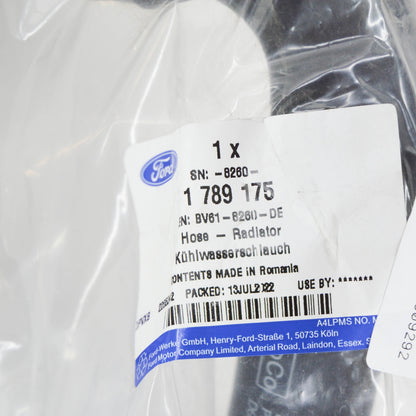 1 x
Ford
SN: -8260-
1 789 175
EN: BV61-8260-DE
Hose - Radiator
Kühlwasserschlauch
CONTENTS MADE IN Romania
PACKED: 13JUL2022 USE BY: *******
A4LPMS NO. M
Ford-Werke GmbH, Henry-Ford-Straße 1, 50735 Köln
Ford Motor Company Limited, Arterial Road, Laindon, Essex. S
609292